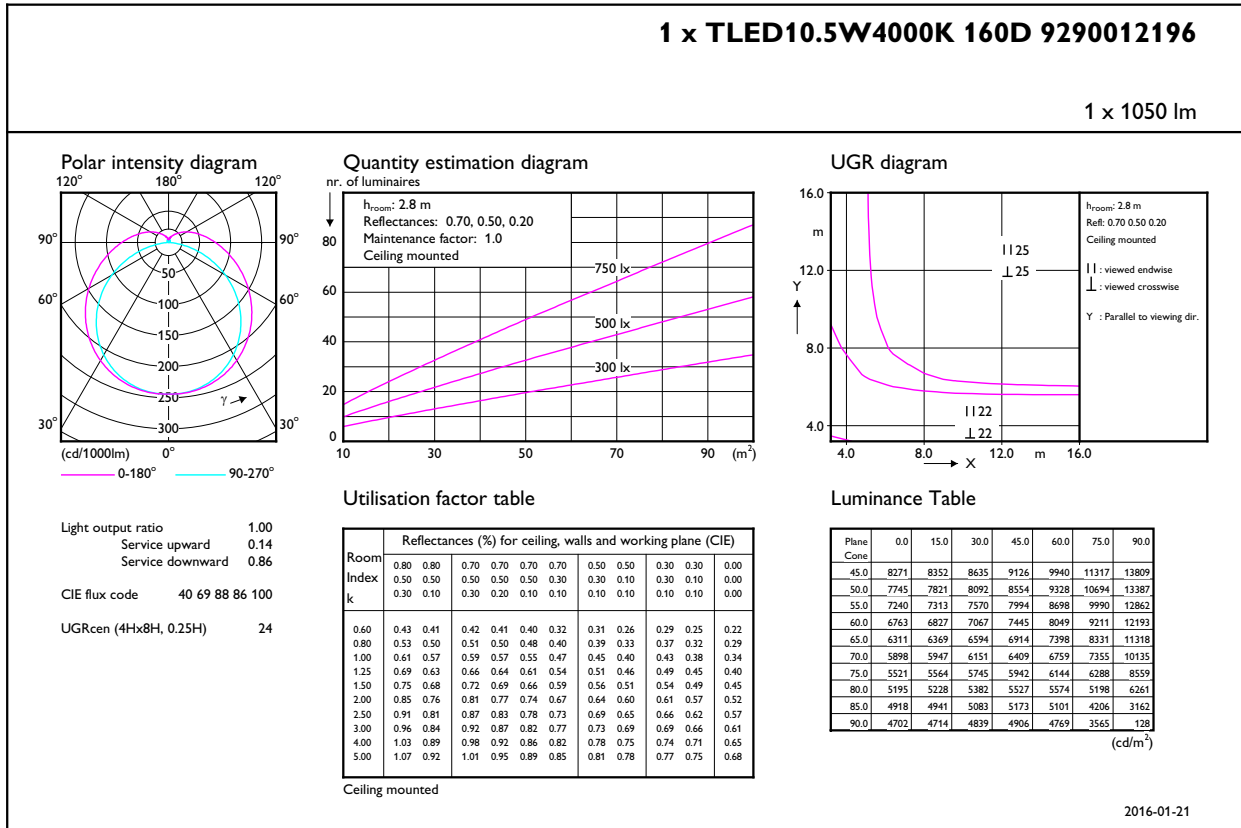 1 x TLED10.5W4000K 160D 9290012196
1 x 1050 lm
Polar intensity diagram
120° 180° 120°
90° 90°
60° 60°
30° 30°
50
100
150
200
250
300
γ
(cd/1000lm) 0°
0-180° 90-270°
Light output ratio 1.00
Service upward 0.14
Service downward 0.86
CIE flux code 40 69 88 86 100
UGRcen (4Hx8H, 0.25H) 24
Quantity estimation diagram
nr. of luminaires
hroom: 2.8 m
Reflectances: 0.70, 0.50, 0.20
Maintenance factor: 1.0
Ceiling mounted
80
60
40
20
0
750 lx
500 lx
300 lx
10 30 50 70 90 (m²)
UGR diagram
16.0
m
12.0
Y
8.0
4.0
II 25
⊥ 25
II 22
⊥ 22
4.0 8.0 12.0 m 16.0
X
hroom: 2.8 m
Refl: 0.70 0.50 0.20
Ceiling mounted
II : viewed endwise
⊥ : viewed crosswise
Y : Parallel to viewing dir.
Utilisation factor table
Reflectances (%) for ceiling, walls and working plane (CIE)
Room
Index
k
0.80 0.80 0.70 0.70 0.70 0.70 0.50 0.50 0.30 0.30 0.00
0.50 0.50 0.50 0.50 0.50 0.30 0.30 0.10 0.30 0.10 0.00
0.30 0.10 0.30 0.20 0.10 0.10 0.10 0.10 0.10 0.10 0.00
0.60 0.43 0.41 0.42 0.41 0.40 0.32 0.31 0.26 0.29 0.25 0.22
0.80 0.53 0.50 0.51 0.50 0.48 0.40 0.39 0.33 0.37 0.32 0.29
1.00 0.61 0.57 0.59 0.57 0.55 0.47 0.45 0.40 0.43 0.38 0.34
1.25 0.69 0.63 0.66 0.64 0.61 0.54 0.51 0.46 0.49 0.45 0.40
1.50 0.75 0.68 0.72 0.69 0.66 0.59 0.56 0.51 0.54 0.49 0.45
2.00 0.85 0.76 0.81 0.77 0.74 0.67 0.64 0.60 0.61 0.57 0.52
2.50 0.91 0.81 0.87 0.83 0.78 0.73 0.69 0.65 0.66 0.62 0.57
3.00 0.96 0.84 0.92 0.87 0.82 0.77 0.73 0.69 0.69 0.66 0.61
4.00 1.03 0.89 0.98 0.92 0.86 0.82 0.78 0.75 0.74 0.71 0.65
5.00 1.07 0.92 1.01 0.95 0.89 0.85 0.81 0.78 0.77 0.75 0.68
Ceiling mounted
Luminance Table
Plane 0.0 15.0 30.0 45.0 60.0 75.0 90.0
Cone
45.0 8271 8352 8635 9126 9940 11317 13809
50.0 7745 7821 8092 8554 9328 10694 13387
55.0 7240 7313 7570 7994 8698 9990 12862
60.0 6763 6827 7067 7445 8049 9211 12193
65.0 6311 6369 6594 6914 7398 8331 11318
70.0 5898 5947 6151 6409 6759 7355 10135
75.0 5521 5564 5745 5942 6144 6288 8559
80.0 5195 5228 5382 5527 5574 5198 6261
85.0 4918 4941 5083 5173 5101 4206 3162
90.0 4702 4714 4839 4906 4769 3565 128
(cd/m²)
2016-01-21